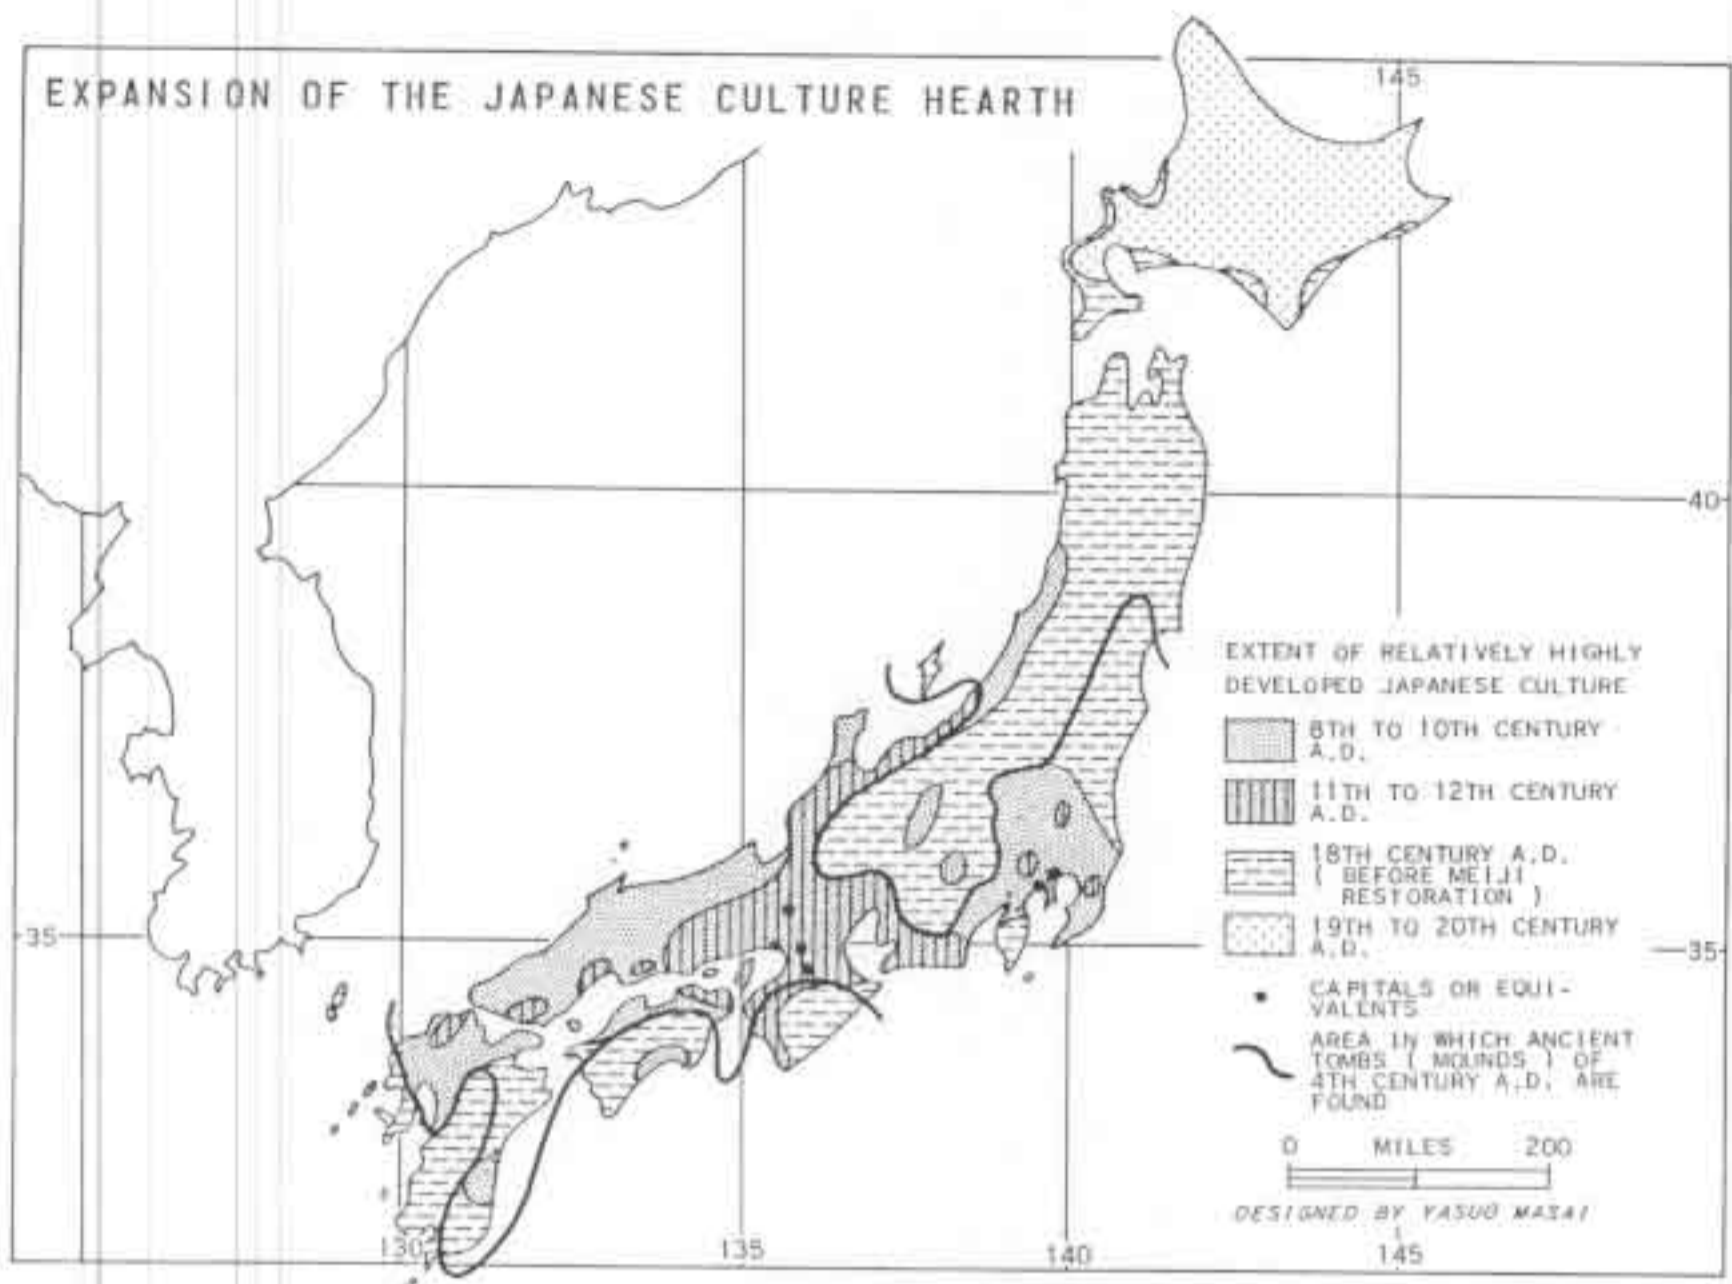 EXPANSION OF THE JAPANESE CULTURE HEARTH
145
40
EXTENT OF RELATIVELY HIGHLY
DEVELOPED JAPANESE CULTURE
8TH TO 10TH CENTURY
A.D.
11TH TO 12TH CENTURY
A.D.
18TH CENTURY A.D.
( BEFORE MEIJI
RESTORATION )
19TH TO 20TH CENTURY
A.D.
35
35
CAPITALS OR EQUI-
VALENTS
AREA IN WHICH ANCIENT
TOMBS ( MOUNDS ) OF
4TH CENTURY A.D. ARE
FOUND
0 MILES 200
DESIGNED BY YASUO MASAI
130
135
140
145